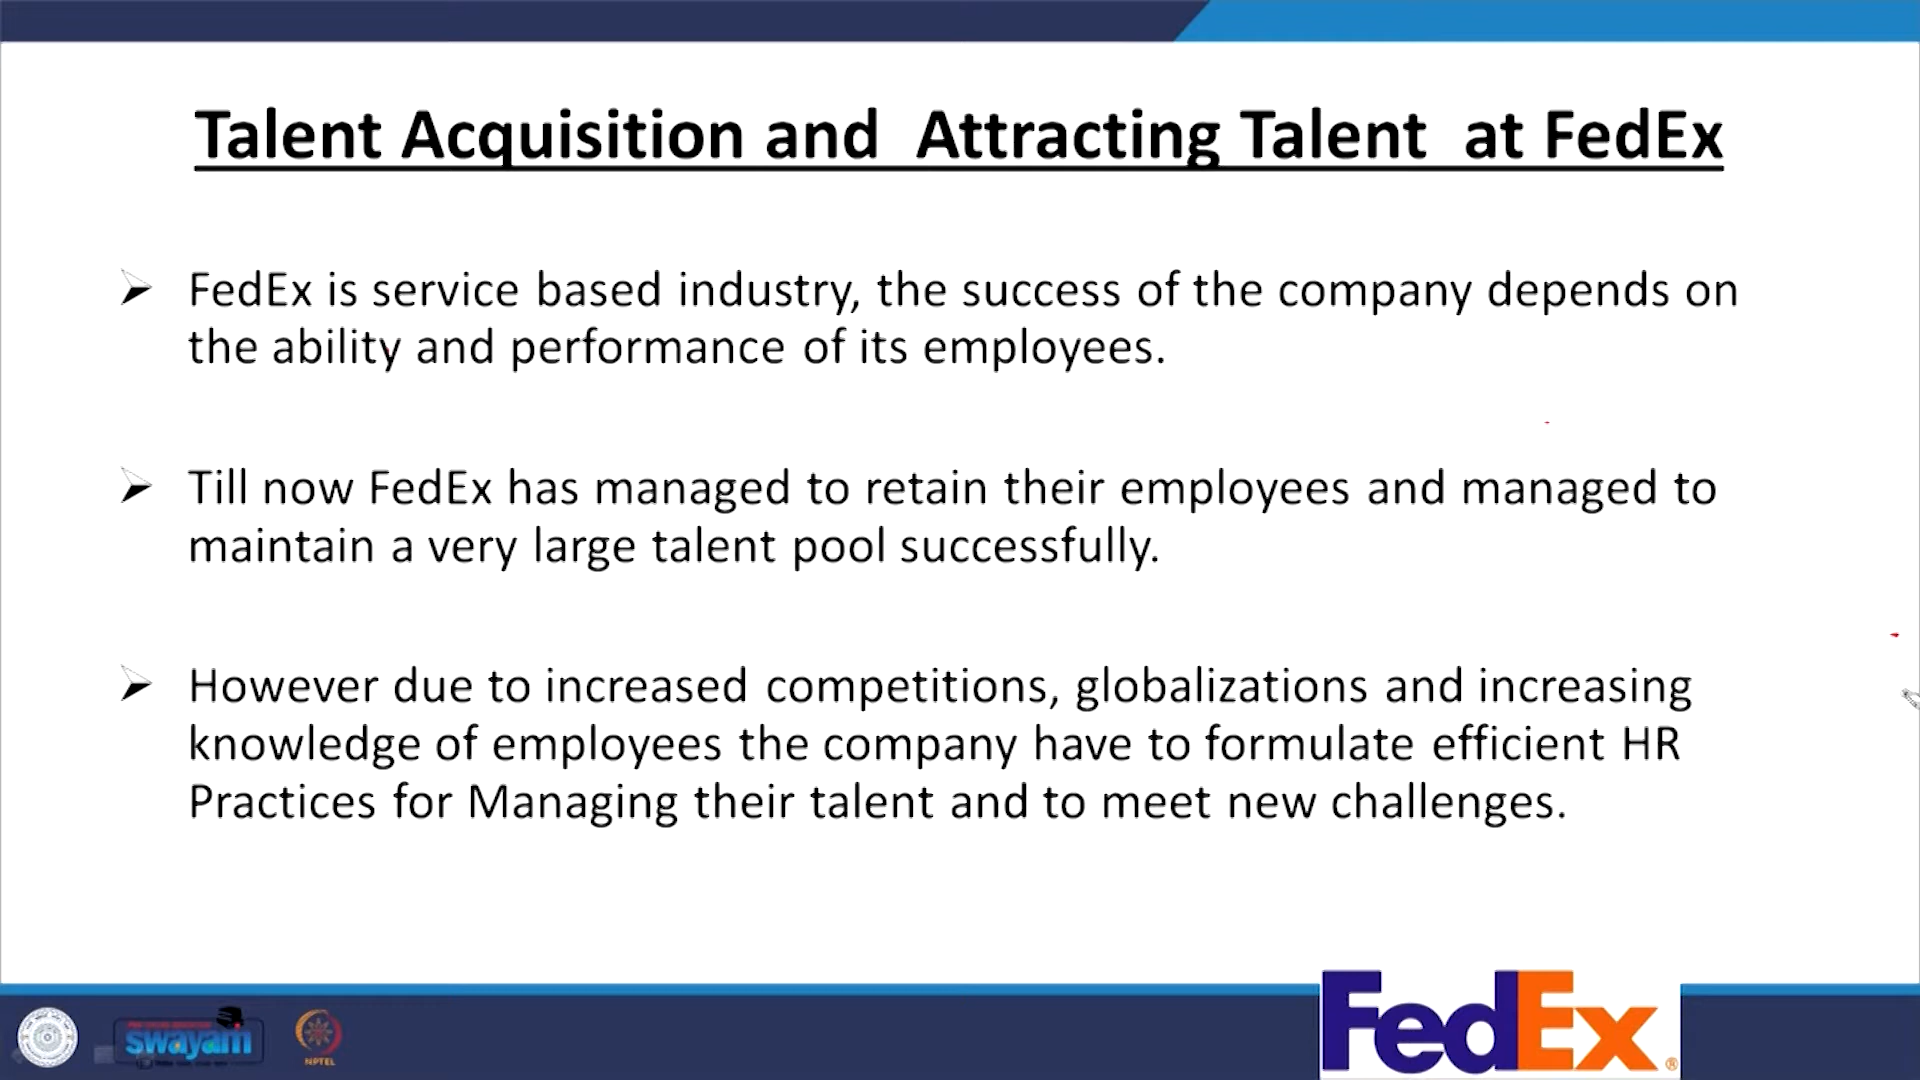 Talent Acquisition and Attracting Talent at FedEx
FedEx is service based industry, the success of the company depends on
the ability and performance of its employees.
Till now FedEx has managed to retain their employees and managed to
maintain a very large talent pool successfully.
However due to increased competitions, globalizations and increasing
knowledge of employees the company have to formulate efficient HR
Practices for Managing their talent and to meet new challenges.
swayam
NPTEL
FedEx®